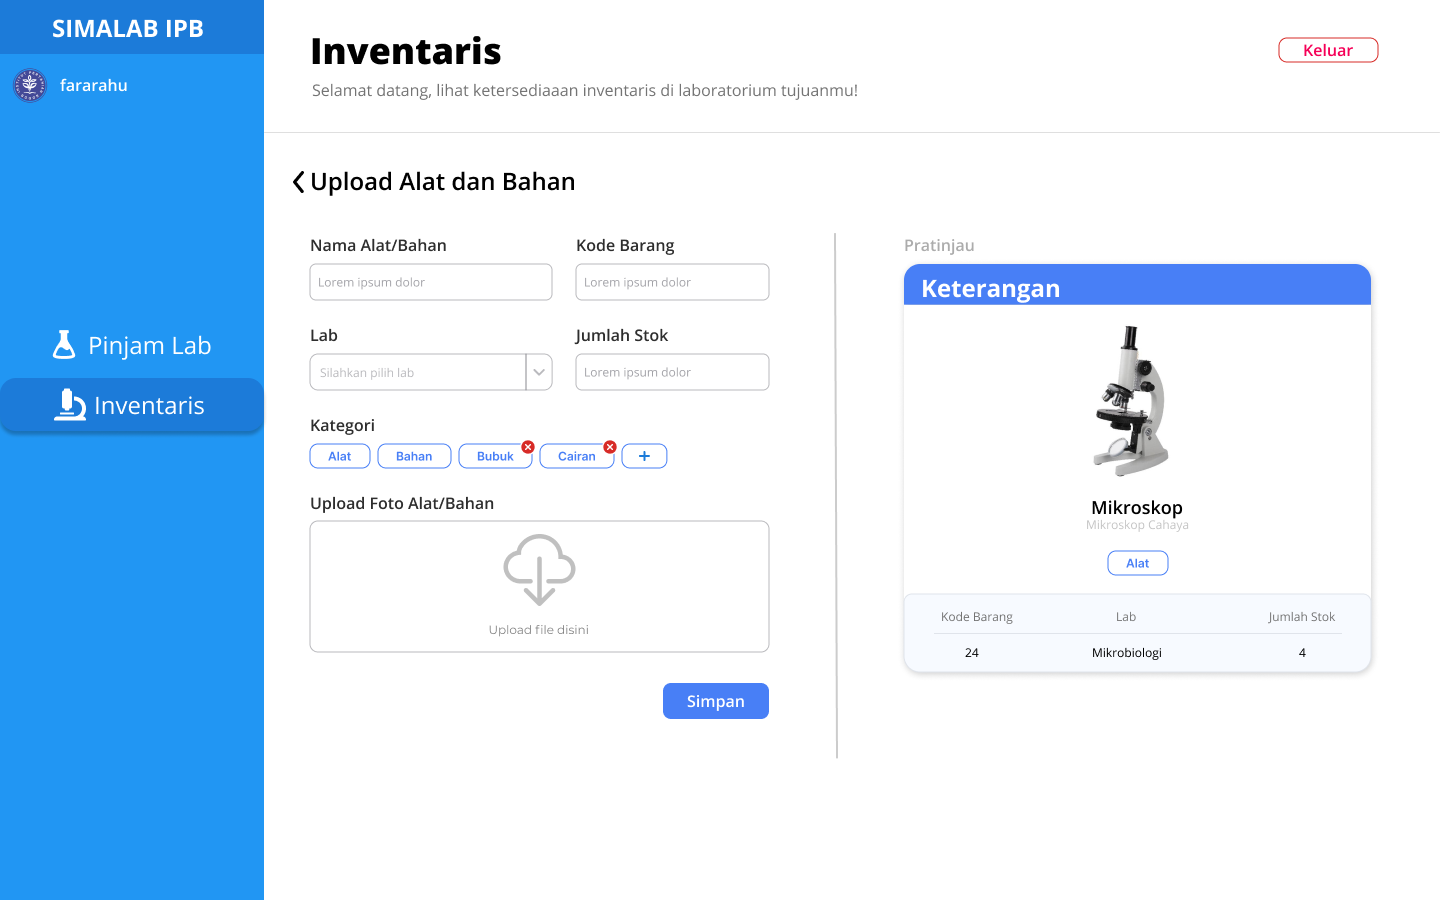 SIMALAB IPB
fararahu
Pinjam Lab
Inventaris
Inventaris
Selamat datang, lihat ketersediaaan inventaris di laboratorium tujuanmu!
Keluar
Upload Alat dan Bahan
Nama Alat/Bahan
Kode Barang
Lorem ipsum dolor
Lorem ipsum dolor
Lab
Jumlah Stok
Silahkan pilih lab
Lorem ipsum dolor
Kategori
Alat
Bahan
Bubuk
Cairan
+
Upload Foto Alat/Bahan
Upload file disini
Simpan
Pratinjau
Keterangan
Mikroskop
Mikroskop Cahaya
Alat
Kode Barang Lab Jumlah Stok
24 Mikrobiologi 4